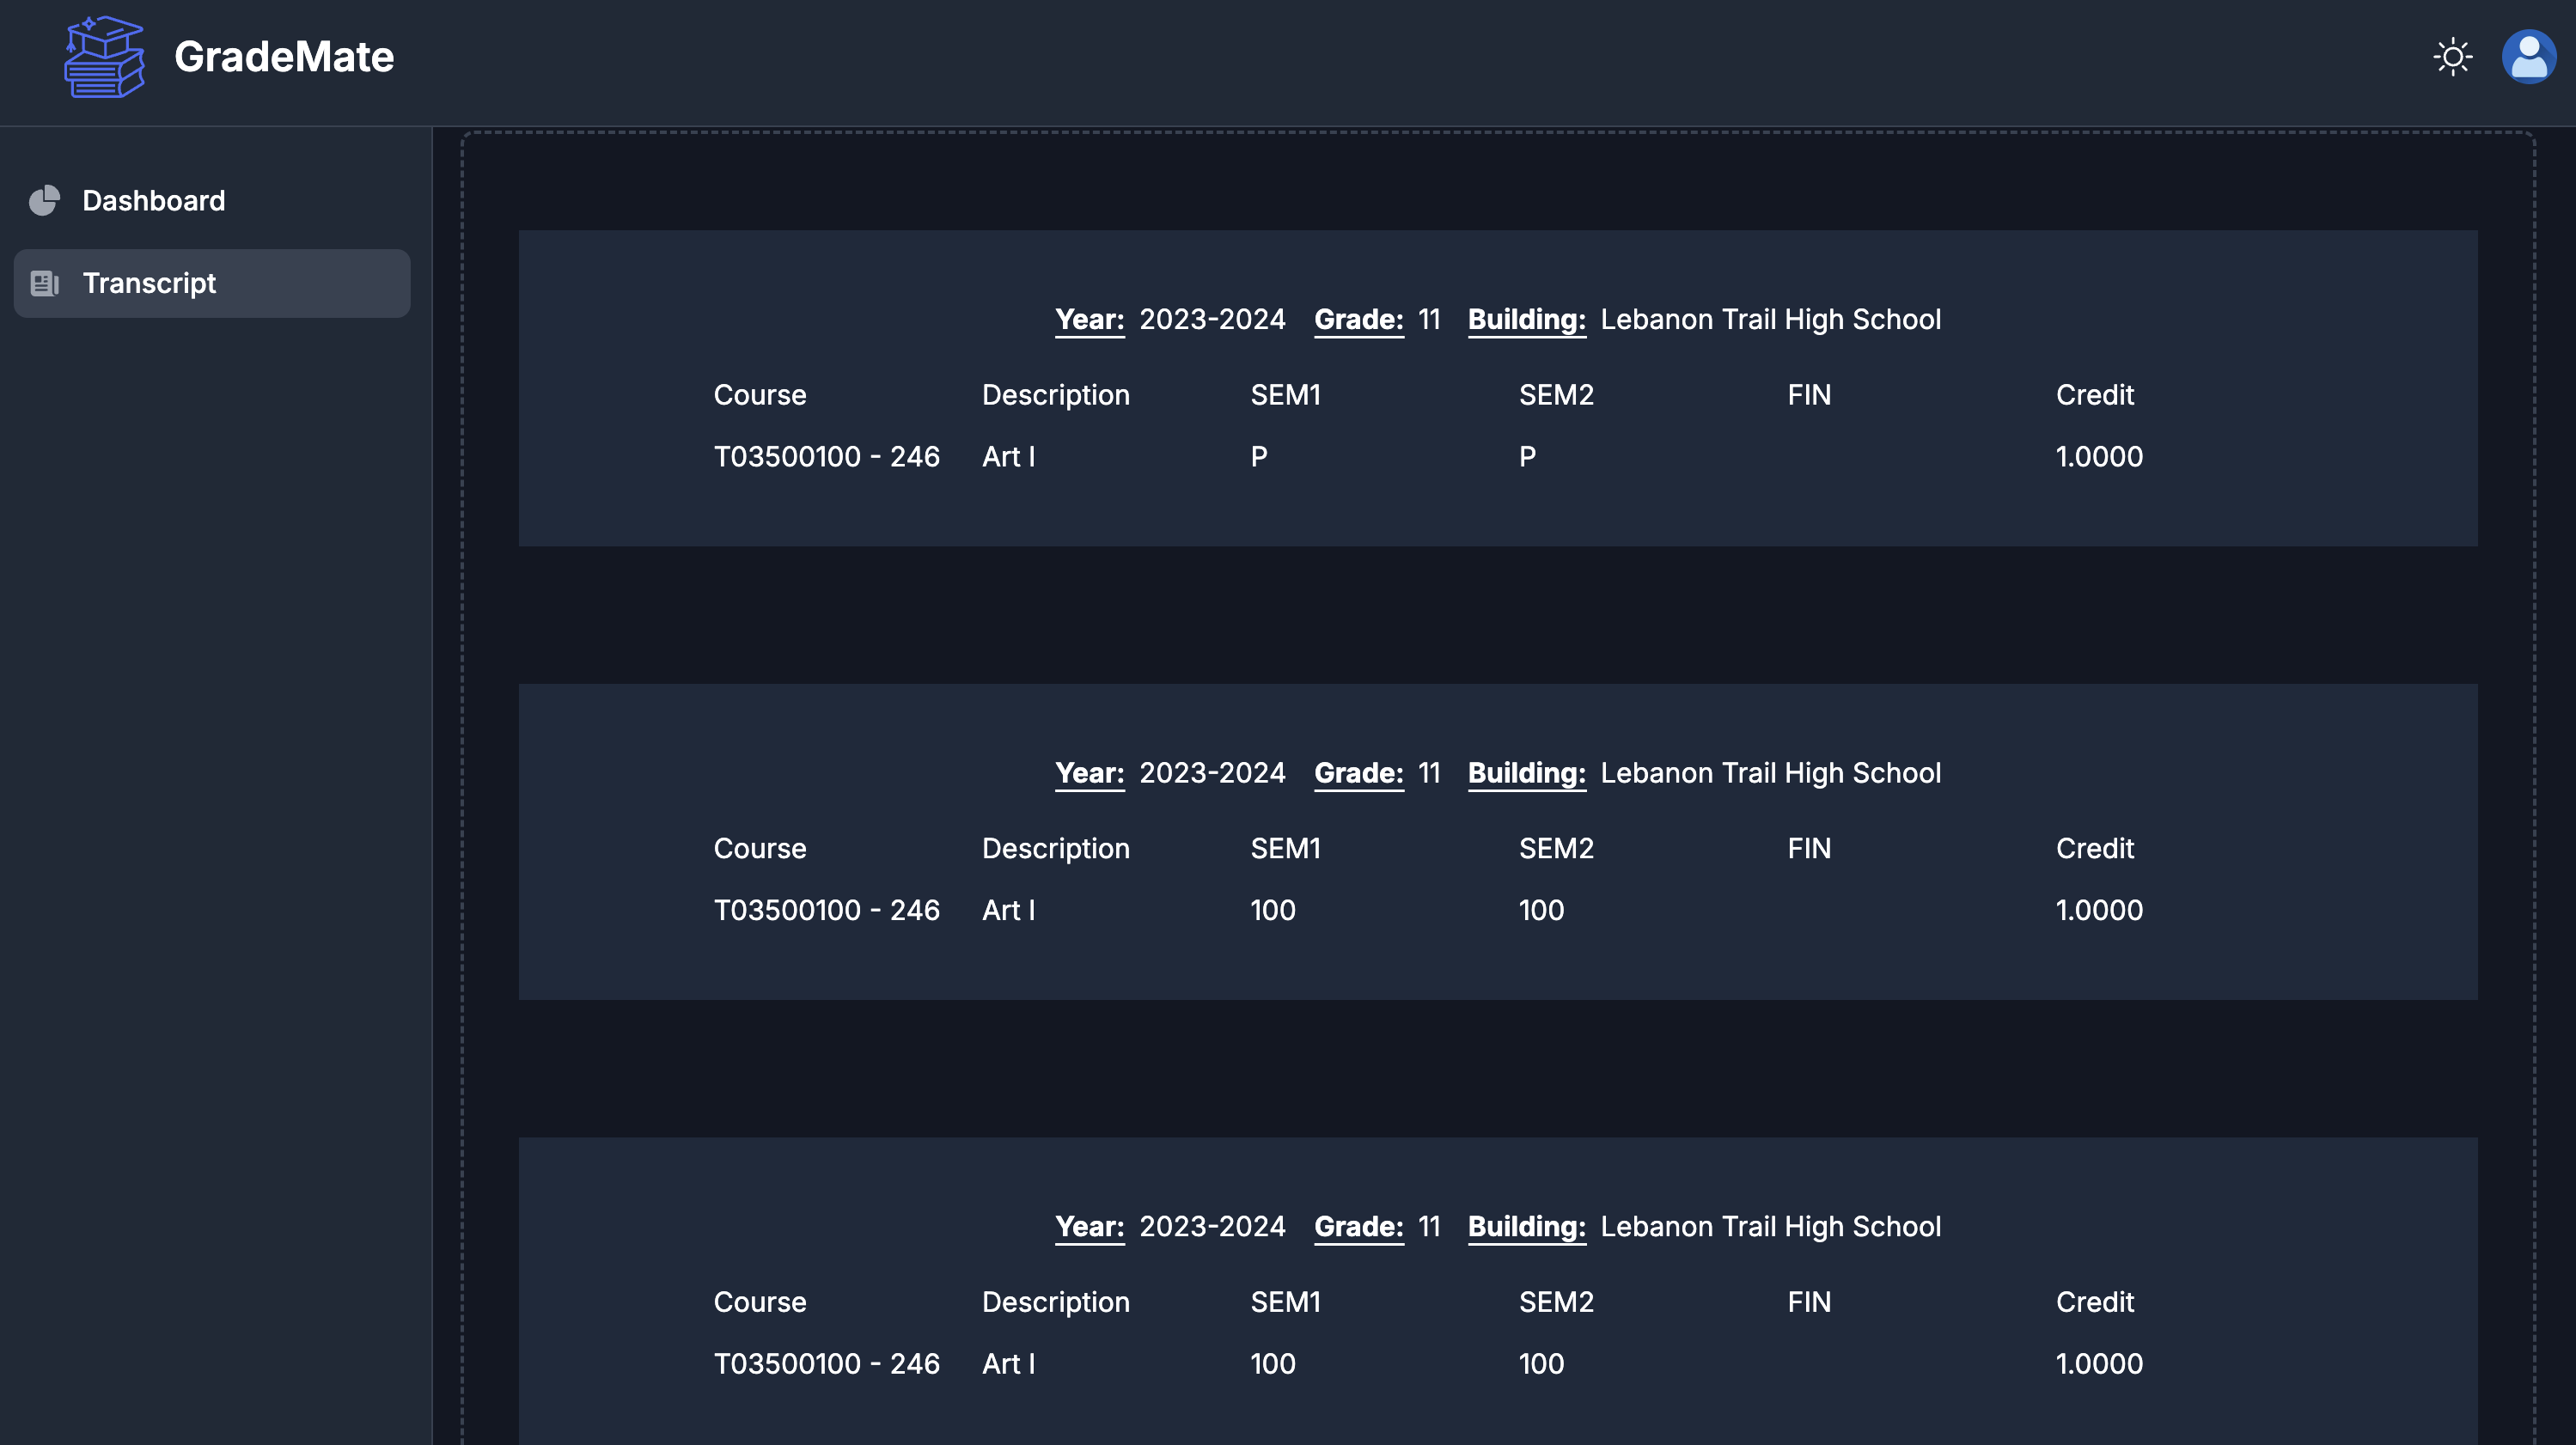 GradeMate
Dashboard
Transcript
Year: 2023-2024 Grade: 11 Building: Lebanon Trail High School
Course Description SEM1 SEM2 FIN Credit
T03500100 - 246 Art I P P 1.0000
Year: 2023-2024 Grade: 11 Building: Lebanon Trail High School
Course Description SEM1 SEM2 FIN Credit
T03500100 - 246 Art I 100 100 1.0000
Year: 2023-2024 Grade: 11 Building: Lebanon Trail High School
Course Description SEM1 SEM2 FIN Credit
T03500100 - 246 Art I 100 100 1.0000